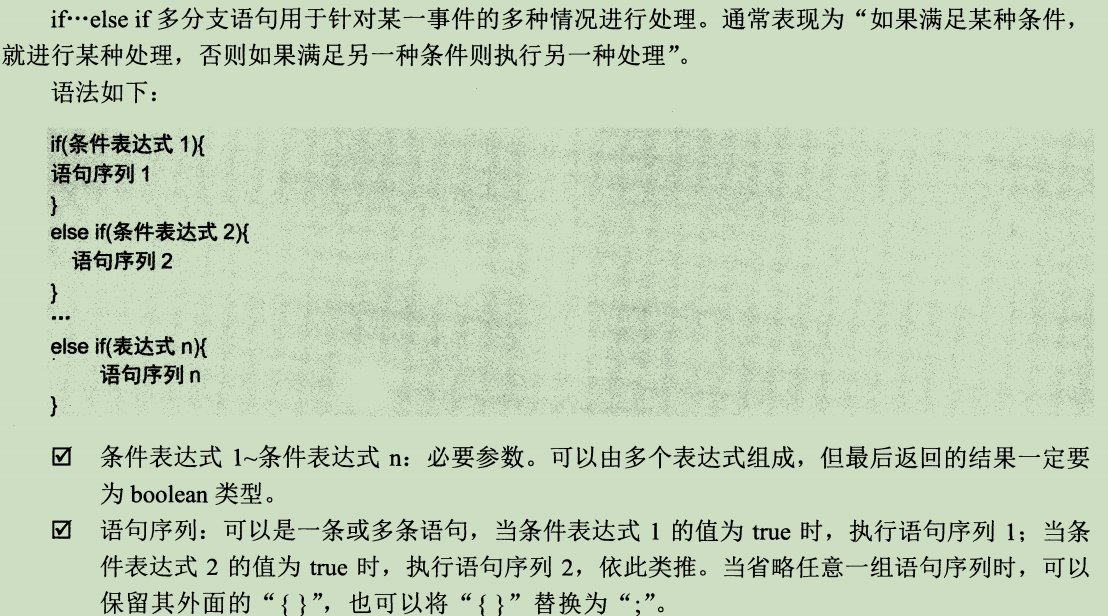 if…else if 多分支语句用于针对某一事件的多种情况进行处理。通常表现为“如果满足某种条件，
就进行某种处理，否则如果满足另一种条件则执行另一种处理”。
语法如下：
if(条件表达式 1){
语句序列 1
}
else if(条件表达式 2){
语句序列 2
}
…
else if(表达式 n){
语句序列 n
}
☑ 条件表达式 1~条件表达式 n：必要参数。可以由多个表达式组成，但最后返回的结果一定要
为 boolean 类型。
☑ 语句序列：可以是一条或多条语句，当条件表达式 1 的值为 true 时，执行语句序列 1；当条
件表达式 2 的值为 true 时，执行语句序列 2，依此类推。当省略任意一组语句序列时，可以
保留其外面的“{ }”，也可以将“{ }”替换为“;”。